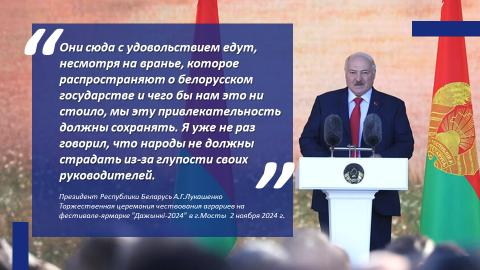 Они сюда с удовольствием едут,
несмотря на вранье, которое
распространяют о белорусском
государстве и чего бы нам это ни
стоило, мы эту привлекательность
должны сохранять. Я уже не раз
говорил, что народы не должны
страдать из-за глупости своих
руководителей.
Президент Республики Беларусь А.Г.Лукашенко
Торжественная церемония чествования аграриев на
фестивале-ярмарке "Дажынкі-2024" в г.Мосты 2 ноября 2024 г.